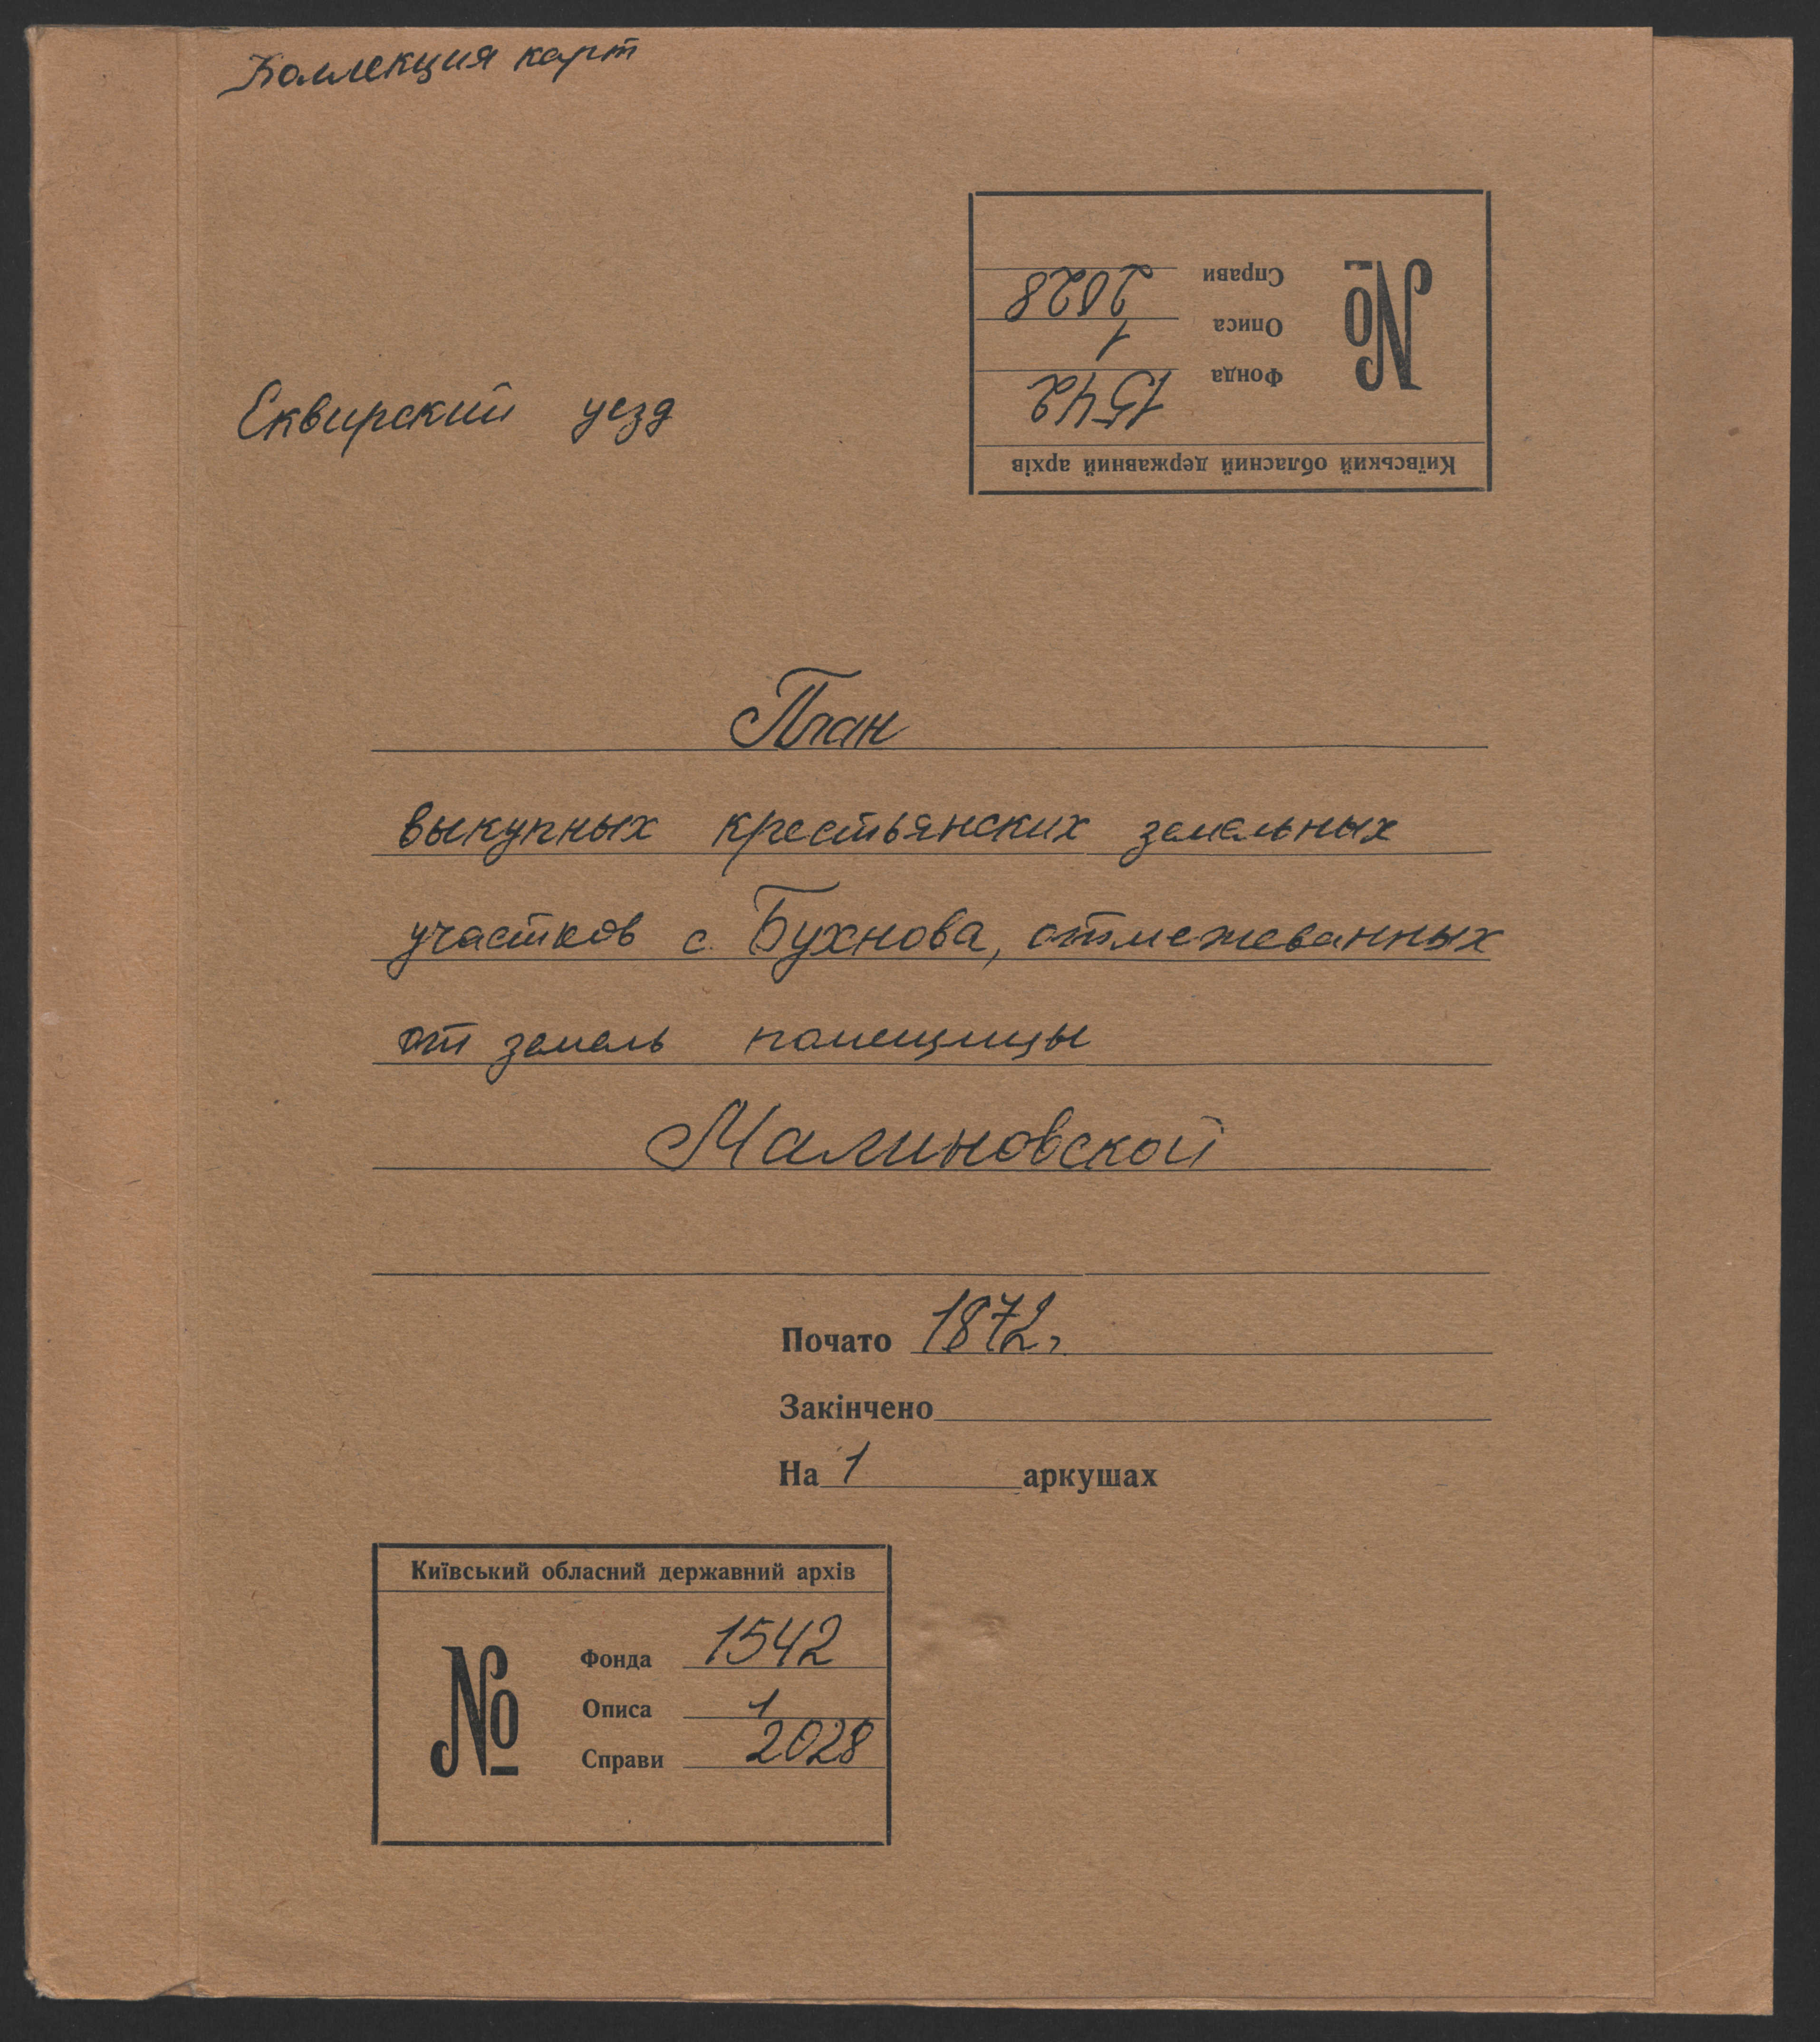 Коллекция карт
Київський обласний державний архів
№
Фонда 1542
Описа 1
Справи 2028
Сквирский уезд
План
выкупных крестьянских земельных
участков с. Бухнова, отмежеванных
от земель помещицы
Малиновской
Почато 1872г.
Закінчено
На 1 аркушах
Київський обласний державний архів
№
Фонда 1542
Описа 1
Справи 2028